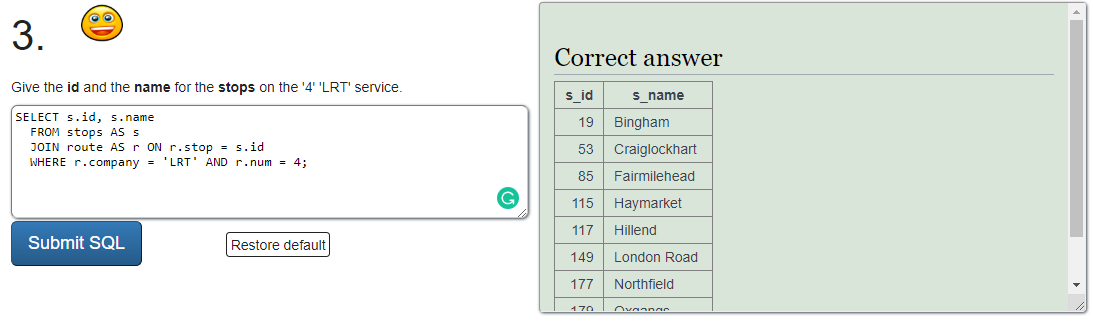 3.
Give the id and the name for the stops on the '4' 'LRT' service.
SELECT s.id, s.name
FROM stops AS s
JOIN route AS r ON r.stop = s.id
WHERE r.company = 'LRT' AND r.num = 4;
Submit SQL
Restore default
Correct answer
s_id s_name
19 Bingham
53 Craiglockhart
85 Fairmilehead
115 Haymarket
117 Hillend
149 London Road
177 Northfield
179 Oxgangs